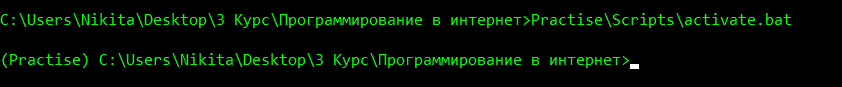 C:\Users\Nikita\Desktop\3 Курс\Программирование в интернет>Practise\Scripts\activate.bat
(Practise) C:\Users\Nikita\Desktop\3 Курс\Программирование в интернет>